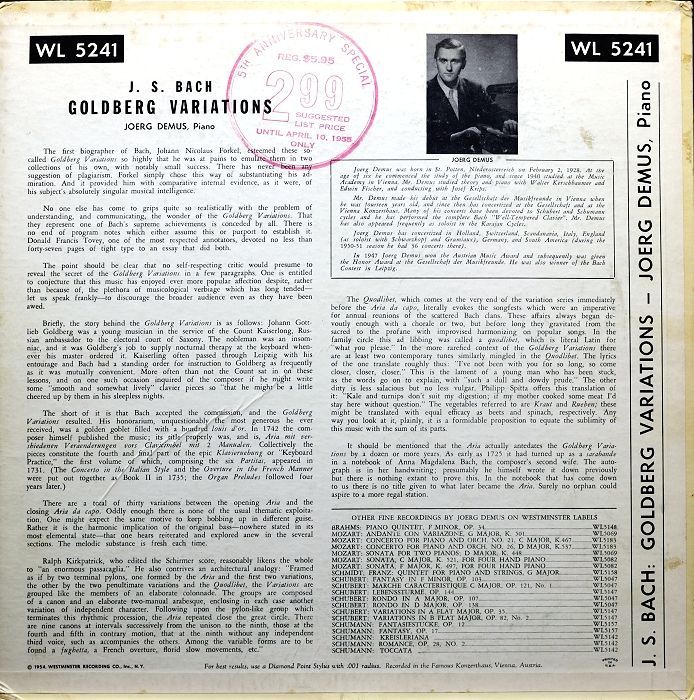 WL 5241
WL 5241
J. S. BACH
GOLDBERG VARIATIONS
JOERG DEMUS, Piano
5TH ANNIVERSARY SPECIAL
REG. $5.95
2 99
SUGGESTED
LIST PRICE
UNTIL APRIL 10, 1955
ONLY
The first biographer of Bach, Johann Nicolaus Forkel, esteemed these so-
called Goldberg Variations so highly that he was at pains to emulate them in two
collections of his own, with notably small success. There has never been any
suggestion of plagiarism. Forkel simply chose this way of substantiating his ad-
miration. And it provided him with comparative internal evidence, as it were, of
his subject's absolutely singular musical intelligence.
No one else has come to grips quite so realistically with the problem of
understanding, and communicating, the wonder of the Goldberg Variations. That
they represent one of Bach's supreme achievements is conceded by all. There is
no end of program notes which either assume this or purport to establish it.
Donald Francis Tovey, one of the most respected annotators, devoted no less than
forty-seven pages of tight type to an essay that did both.
The point should be clear that no self-respecting critic would presume to
reveal the secret of the Goldberg Variations in a few paragraphs. One is entitled
to conjecture that this music has enjoyed ever more popular affection despite, rather
than because of, the plethora of musicological verbiage which has long tended—
let us speak frankly—to discourage the broader audience even as they have been
awed.
Briefly, the story behind the Goldberg Variations is as follows: Johann Gott-
lieb Goldberg was a young musician in the service of the Count Kaiserling, Rus-
sian ambassador to the electoral court of Saxony. The nobleman was an insom-
niac, and it was Goldberg's job to supply nocturnal therapy at the keyboard when-
ever his master ordered it. Kaiserling often passed through Leipzig with his
entourage and Bach had a standing order for instruction to Goldberg as frequently
as it was mutually convenient. More often than not the Count sat in on these
lessons, and on one such occasion inquired of the composer if he might write
some "smooth and somewhat lively" clavier pieces so "that he might be a little
cheered up by them in his sleepless nights.
The short of it is that Bach accepted the commission, and the Goldberg
Variations resulted. His honorarium, unquestionably the most generous he ever
received, was a golden goblet filled with a hundred louis d'or. In 1742 the com-
poser himself published the music; its title properly was, and is, Aria mit ver-
schiedenen Veraenderungen vors Clavicimbel mit 2 Manualen. Collectively the
pieces constitute the fourth and final part of the epic Klavieruebung or "Keyboard
Practice," the first volume of which, comprising the six Partitas, appeared in
1731. (The Concerto in the Italian Style and the Overture in the French Manner
were put out together as Book II in 1735; the Organ Preludes followed four
years later.)
There are a total of thirty variations between the opening Aria and the
closing Aria da capo. Oddly enough there is none of the usual thematic exploita-
tion. One might expect the same motive to keep bobbing up in different guise.
Rather it is the harmonic implication of the original bass—nowhere stated in its
most elemental state—that one hears reiterated and explored anew in the several
sections. The melodic substance is fresh each time.
Ralph Kirkpatrick, who edited the Schirmer score, reasonably likens the whole
to "an enormous passacaglia." He also contrives an architectural analogy: "Framed
as if by two terminal pylons, one formed by the Aria and the first two variations,
the other by the two penultimate variations and the Quodlibet, the Variations are
grouped like the members of an elaborate colonnade. The groups are composed
of a canon and an elaborate two-manual arabesque, enclosing in each case another
variation of independent character. Following upon the pylon-like group which
terminates this rhythmic procession, the Aria repeated close the great circle. There
are nine canons at intervals successively from the unison to the ninth, those at the
fourth and fifth in contrary motion, that at the ninth without any independent
third voice, such as accompanies the others. Among the variable forms are to be
found a fughetta, a French overture, florid slow movements, etc."
© 1954, WESTMINSTER RECORDING CO., INC., N. Y.
JOERG DEMUS
Joerg Demus was born in St. Polten, Niederosterreich on February 2, 1928. At the
age of six he commenced the study of the piano, and since 1940 studied at the Music
Academy in Vienna. Mr. Demus studied theory and piano with Walter Kerschbaumer and
Edwin Fischer, and conducting with Josef Krips.
Mr. Demus made his debut at the Gesellschaft der Musikfreunde in Vienna when
he was fourteen years old, and since then has concertized at the Gesellschaft and at the
Vienna Konzerthaus. Many of his concerts have been devoted to Schubert and Schumann
cycles and he has performed the complete Bach "Well-Tempered Clavier". Mr. Demus
has also appeared frequently as soloist in the Karajan Cycles.
Joerg Demus has concertized in Holland, Switzerland, Scandinavia, Italy, England
(as soloist with Schwarzkopf and Greamiatz), Germany, and South America (during the
1950-51 season he had 36 concerts there).
In 1947 Joerg Demus won the Austrian Music Award and subsequently was given
the Honor Award at the Gesellschaft der Musikfreunde. He was also winner of the Bach
Contest in Leipzig.
The Quodlibet, which comes at the very end of the variation series immediately
before the Aria da capo, literally evokes the songfests which were an imperative
for annual reunions of the scattered Bach clans. These affairs always began de-
voutly enough with a chorale or two, but before long they gravitated from the
sacred to the profane with improvised harmonizing on popular songs. In the
family circle this ad libbing was called a quodlibet, which is literal Latin for
"what you please." In the more rarefied context of the Goldberg Variations there
are at least two contemporary tunes similarly mingled in the Quodlibet. The lyrics
of the one translate roughly thus: "I've not been with you for so long, so come
closer, closer, closer." This is the lament of a young man who has been stuck,
as the words go on to explain, with "such a dull and dowdy prude." The other
ditty is less salacious but no less vulgar. Philipp Spitta offers this translation of
it: "Kale and turnips don't suit my digestion; if my mother cooked some meat I'd
stay here without question." The vegetables referred to are Kraut and Rueben; these
might be translated with equal efficacy as beets and spinach, respectively. Any
way you look at it, plainly, it is a formidable proposition to equate the sublimity of
this music with the sum of its parts.
It should be mentioned that the Aria actually antedates the Goldberg Varia-
tions by a dozen or more years. As early as 1725 it had turned up as a sarabande
in a notebook of Anna Magdalena Bach, the composer's second wife. The auto-
graph is in her handwriting; presumably he himself wrote it down previously
but there is nothing extant to prove this. In the notebook that has come down
to us there is no title given to what later became the Aria. Surely no orphan could
aspire to a more regal station.
OTHER FINE RECORDINGS BY JOERG DEMUS ON WESTMINSTER LABELS
BRAHMS: PIANO QUINTET, F MINOR, OP. 34 WL5148
MOZART: ANDANTE CON VARIAZONE, G MAJOR, K. 501 WL5069
MOZART: CONCERTO FOR PIANO AND ORCH. NO. 21, C MAJOR, K.467 WL5183
MOZART: CONCERTO FOR PIANO AND ORCH. NO. 26, D MAJOR, K.537 WL5183
MOZART: SONATA FOR TWO PIANOS, D MAJOR, K. 448 WL5069
MOZART: SONATA, C MAJOR, K. 521, FOR FOUR HAND PIANO WL5082
MOZART: SONATA, F MAJOR, K. 497, FOR FOUR HAND PIANO WL5082
SCHMIDT, FRANZ: QUINTET FOR PIANO AND STRINGS, G MAJOR WL5158
SCHUBERT: FANTASY IN F MINOR, OP. 103 WL5047
SCHUBERT: MARCHE CARACTERISTIQUE C MAJOR, OP. 121, No. 1 WL5047
SCHUBERT: LEBENSSTURME, OP. 144 WL5147
SCHUBERT: RONDO IN A MAJOR, OP. 107 WL5047
SCHUBERT: RONDO IN D MAJOR, OP. 138 WL5047
SCHUBERT: VARIATIONS IN A FLAT MAJOR, OP. 35 WL5147
SCHUBERT: VARIATIONS IN B FLAT MAJOR, OP. 82, No. 2 WL5147
SCHUMANN: FANTASIESTUCKE, OP. 12 WL5157
SCHUMANN: FANTASY, OP. 17 WL5157
SCHUMANN: KREISLERIANA WL5142
SCHUMANN: ROMANCE, OP. 28, NO. 2 WL5142
SCHUMANN: TOCCATA WL5142
For best results, use a Diamond Point Stylus with .001 radius. Recorded in the Famous Konzerthaus, Vienna, Austria.
J. S. BACH: GOLDBERG VARIATIONS — JOERG DEMUS, Piano